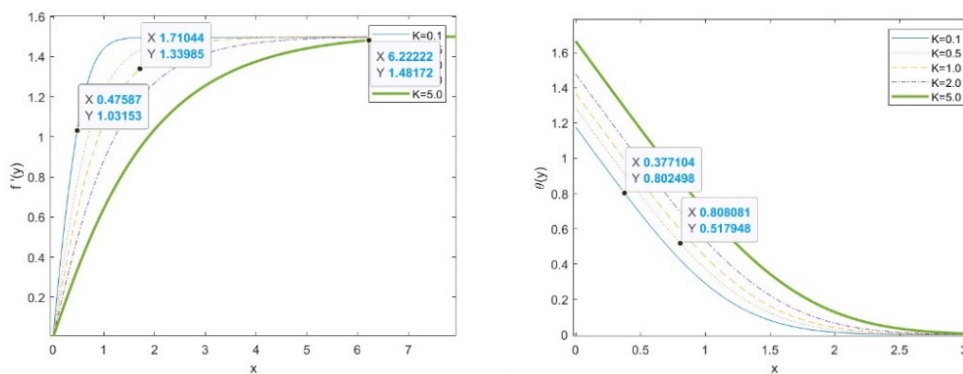 1.6
1.4
1.2
1
0.8
0.6
0.4
0.2
f '(y)
X 1.71044
Y 1.33985
X 0.47587
Y 1.03153
K=0.1
X 6.22222
Y 1.48172
K=5.0
0 1 2 3 4 5 6 7
x
1.6
1.4
1.2
1
0.8
0.6
0.4
0.2
0
θ(y)
K=0.1
K=0.5
K=1.0
K=2.0
K=5.0
X 0.377104
Y 0.802498
X 0.808081
Y 0.517948
0 0.5 1 1.5 2 2.5 3
x